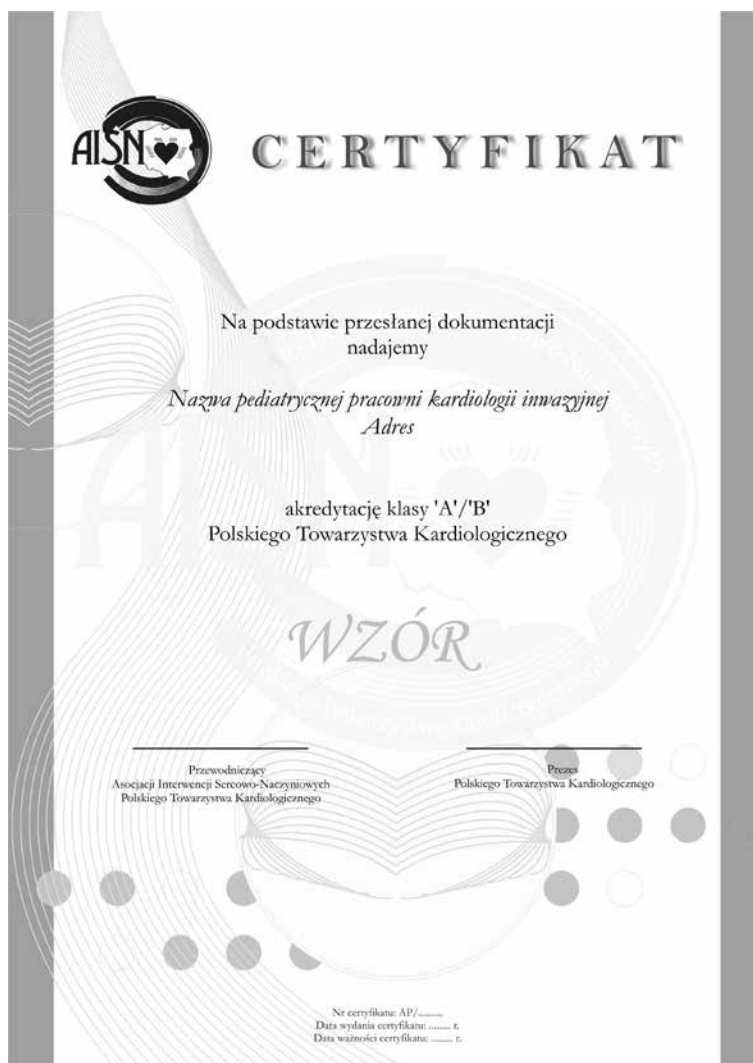 AISN
CERTYFIKAT
Na podstawie przesłanej dokumentacji
nadajemy
Nazwa pediatrycznej pracowni kardiologii inwazyjnej
Adres
akredytację klasy 'A'/'B'
Polskiego Towarzystwa Kardiologicznego
WZÓR
Przewodniczący
Asocjacji Interwencji Sercowo-Naczyniowych
Polskiego Towarzystwa Kardiologicznego
Prezes
Polskiego Towarzystwa Kardiologicznego
Nr certyfikatu: AP/.........
Data wydania certyfikatu: ........ r.
Data ważności certyfikatu: ........ r.